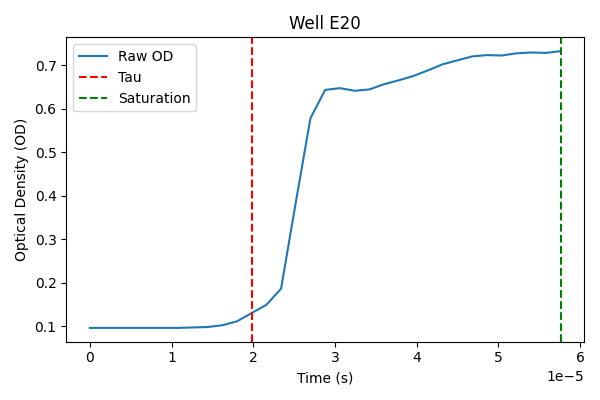 Well E20
Raw OD
Tau
Saturation
Optical Density (OD)
0.7
0.6
0.5
0.4
0.3
0.2
0.1
0 1 2 3 4 5 6
1e−5
Time (s)